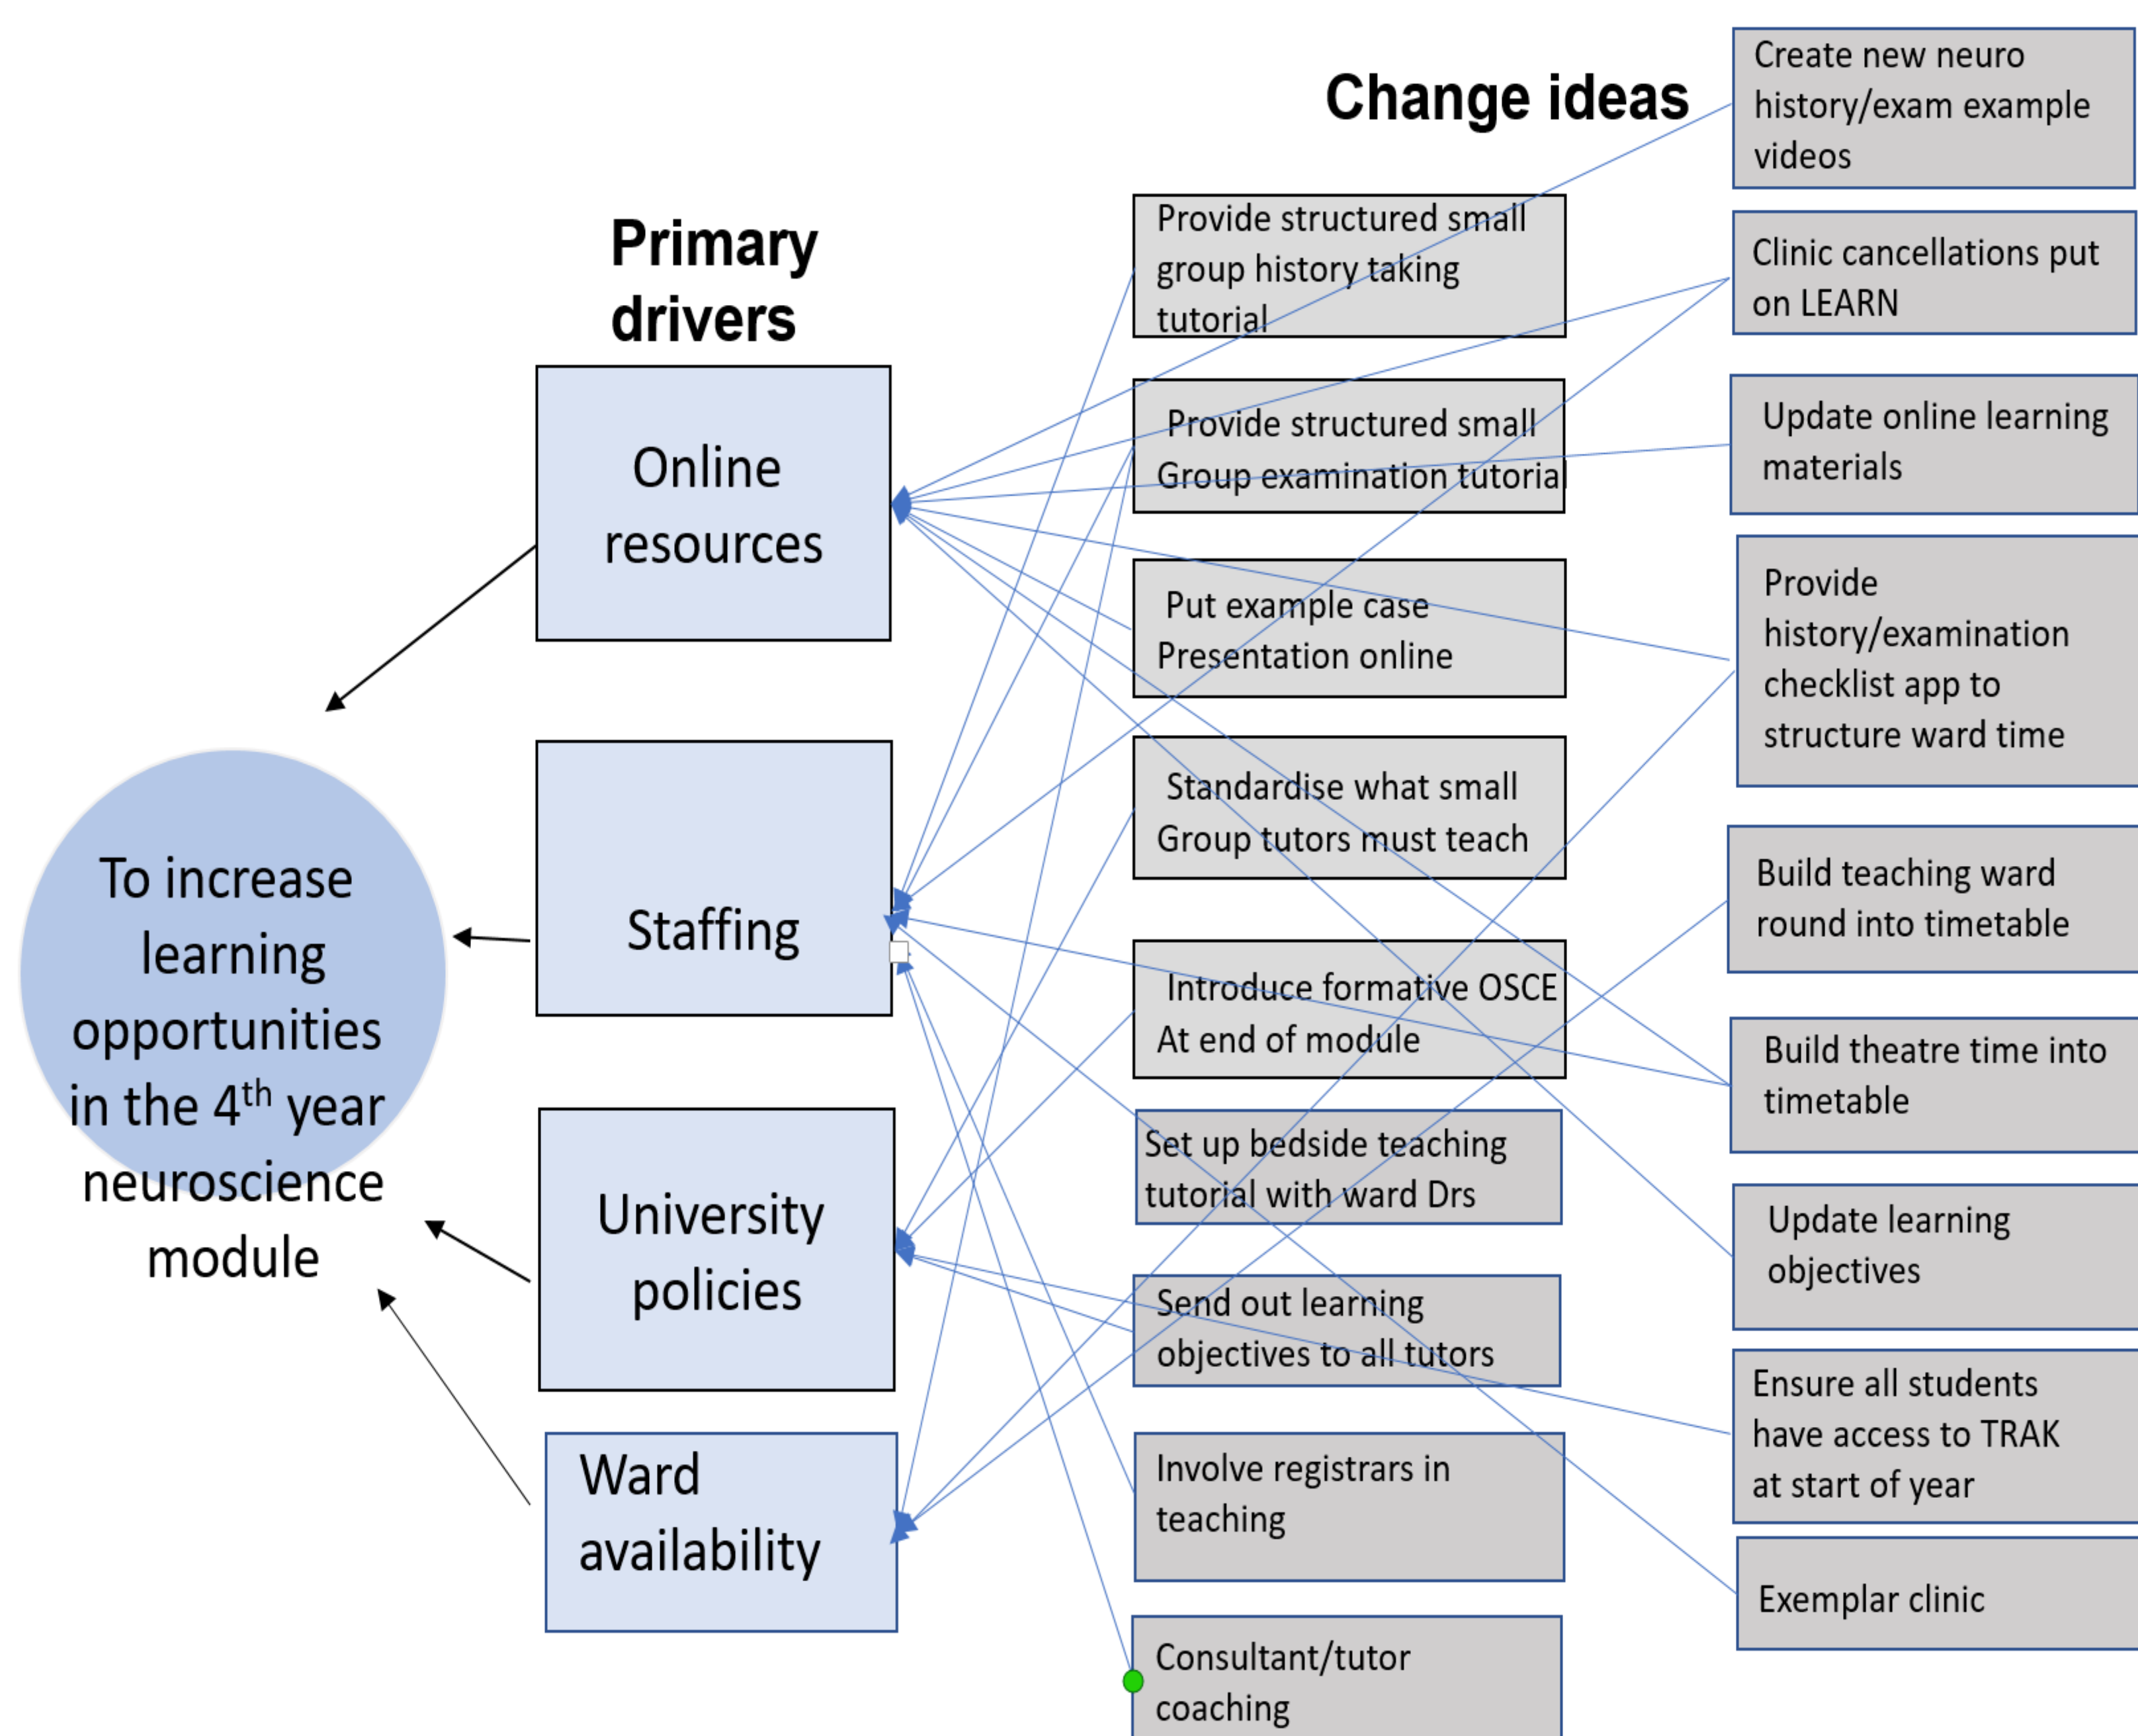 Change ideas
Primary
drivers
To increase
learning
opportunities
in the 4th year
neuroscience
module
Online
resources
Staffing
University
policies
Ward
availability
Provide structured small
group history taking
tutorial
Provide structured small
Group examination tutorial
Put example case
Presentation online
Standardise what small
Group tutors must teach
Introduce formative OSCE
At end of module
Set up bedside teaching
tutorial with ward Drs
Send out learning
objectives to all tutors
Involve registrars in
teaching
Consultant/tutor
coaching
Create new neuro
history/exam example
videos
Clinic cancellations put
on LEARN
Update online learning
materials
Provide
history/examination
checklist app to
structure ward time
Build teaching ward
round into timetable
Build theatre time into
timetable
Update learning
objectives
Ensure all students
have access to TRAK
at start of year
Exemplar clinic